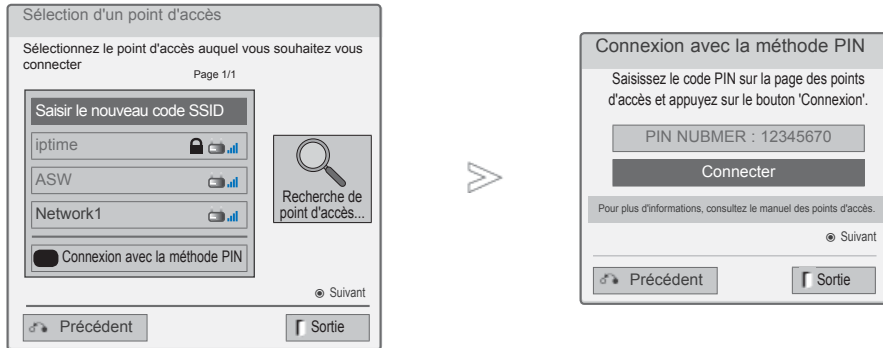 Sélection d'un point d'accès
Sélectionnez le point d'accès auquel vous souhaitez vous
connecter
Page 1/1
Saisir le nouveau code SSID
iptime
ASW
Network1
Connexion avec la méthode PIN
Recherche de
point d'accès...
Suivant
Précédent
Sortie
Connexion avec la méthode PIN
Saisissez le code PIN sur la page des points
d'accès et appuyez sur le bouton 'Connexion'.
PIN NUBMER : 12345670
Connecter
Pour plus d'informations, consultez le manuel des points d'accès.
Suivant
Précédent
Sortie